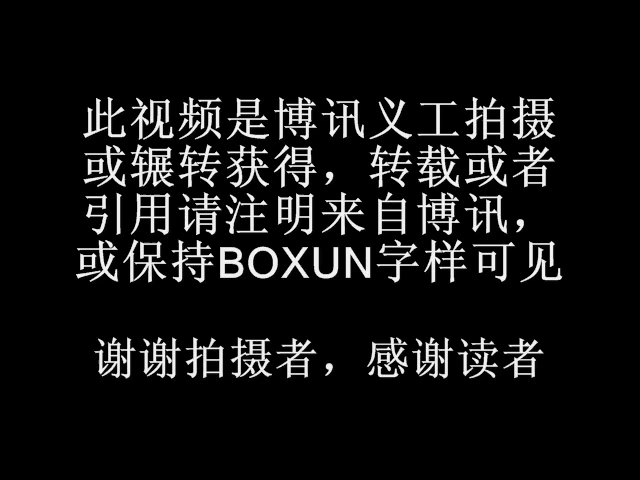 此视频是博讯义工拍摄
或辗转获得，转载或者
引用请注明来自博讯，
或保持BOXUN字样可见
谢谢拍摄者，感谢读者